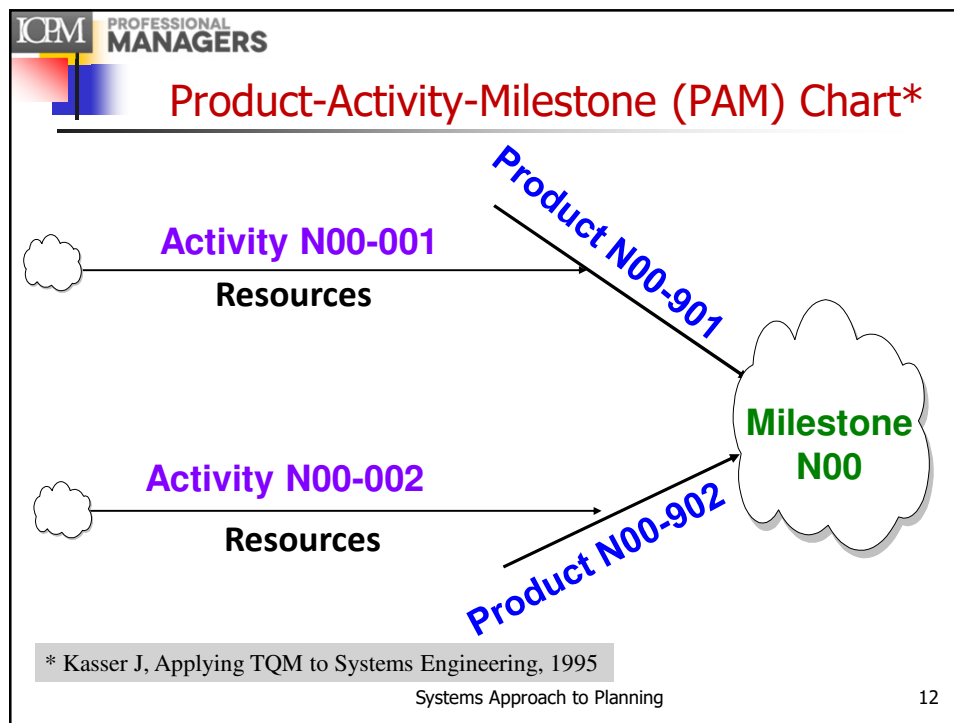 ICPM PROFESSIONAL
MANAGERS
Product-Activity-Milestone (PAM) Chart*
Product N00-901
Activity N00-001
Resources
Milestone
N00
Activity N00-002
Resources
Product N00-902
* Kasser J, Applying TQM to Systems Engineering, 1995
Systems Approach to Planning 12